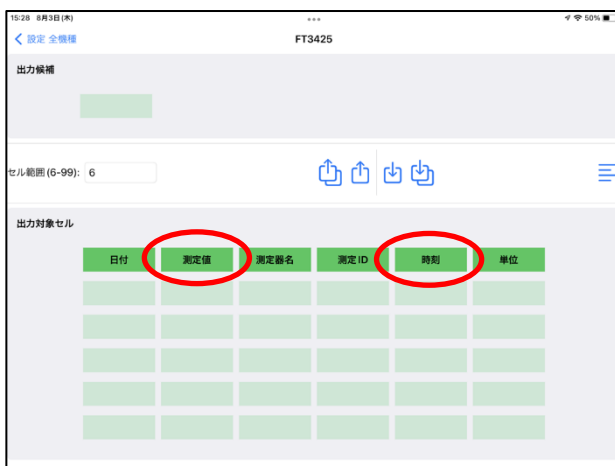 15:28 8月3日(木)
50%
設定 全機種
FT3425
出力候補
セル範囲(6-99): 6
出力対象セル
日付 測定値 測定器名 測定ID 時刻 単位